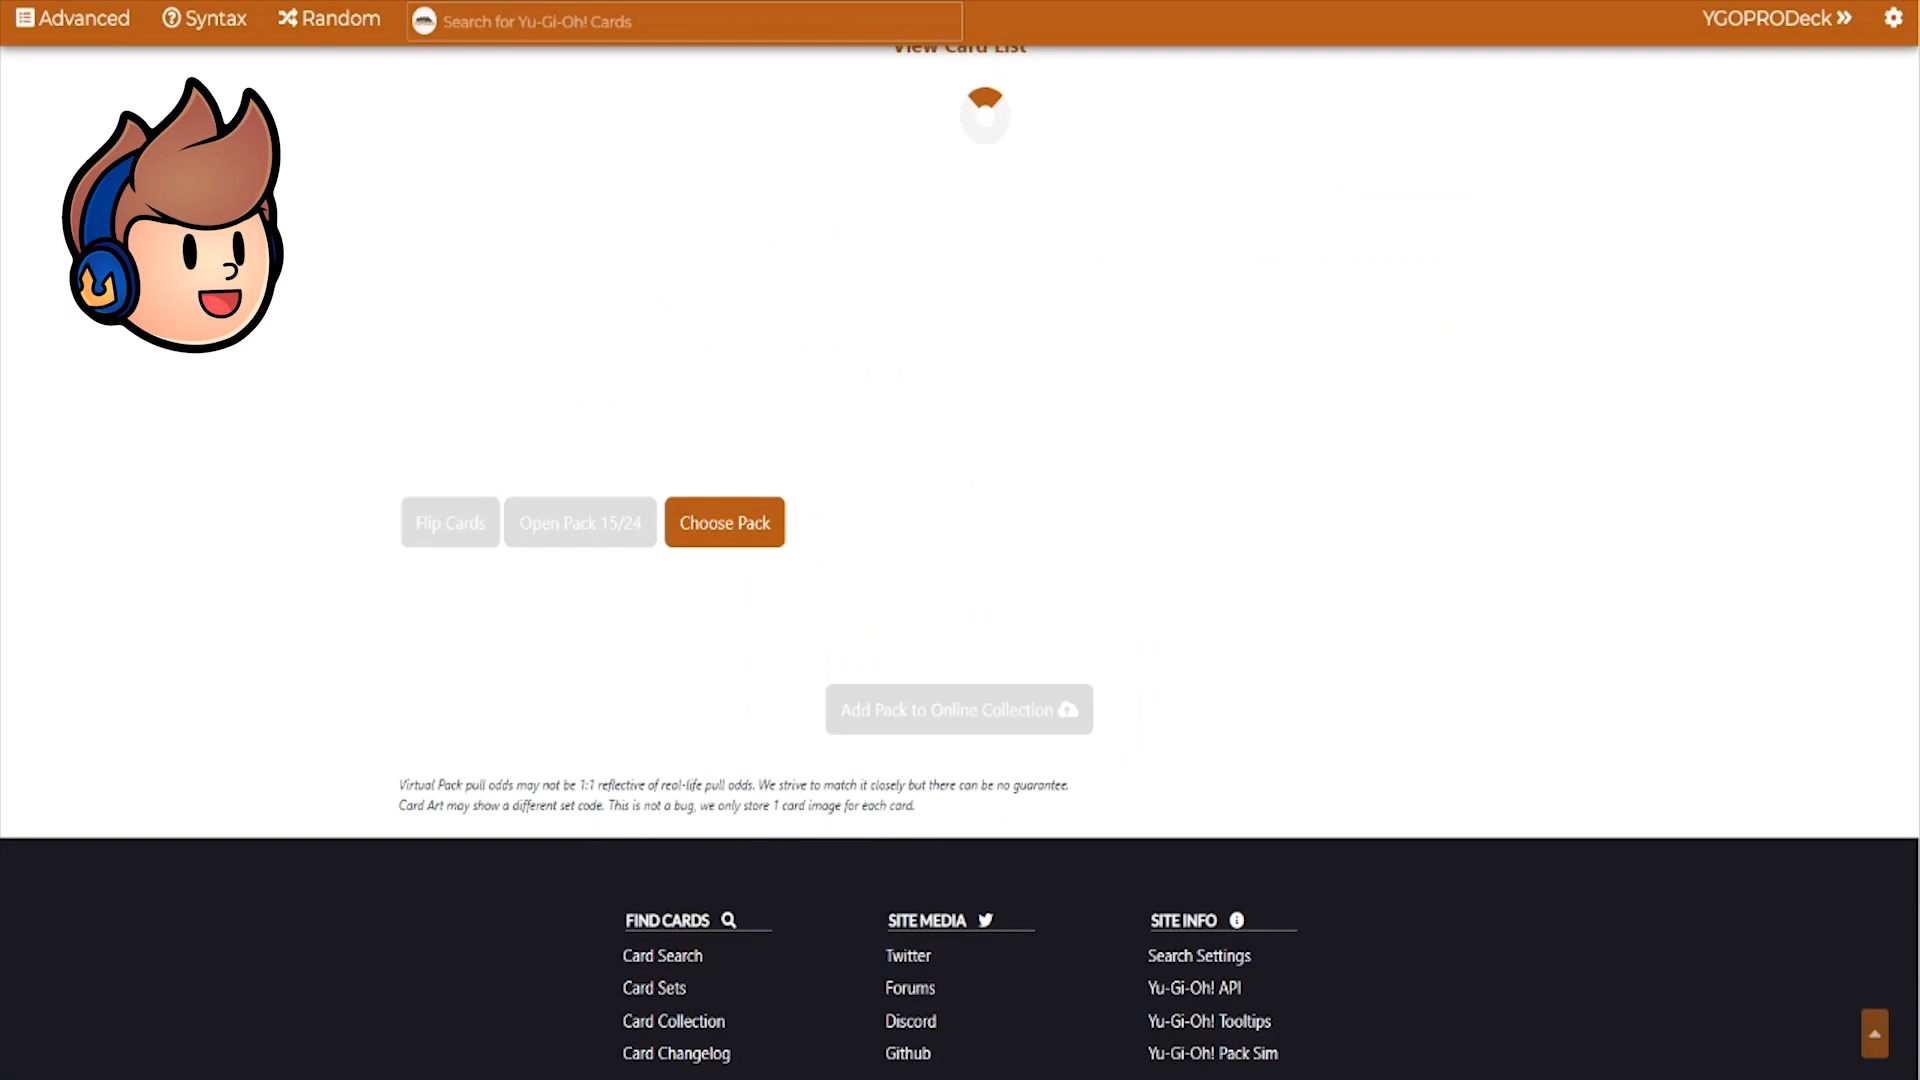 Advanced
Syntax
Random
Search for Yu-Gi-Oh! Cards
YGOPRODeck
View Card List
Flip Cards
Open Pack 15/24
Choose Pack
Add Pack to Online Collection
Virtual Pack pull odds may not be 1:1 reflective of real-life pull odds. We strive to match it closely but there can be no guarantee.
Card Art may show a different set code. This is not a bug, we only store 1 card image for each card.
FIND CARDS
Card Search
Card Sets
Card Collection
Card Changelog
SITE MEDIA
Twitter
Forums
Discord
Github
SITE INFO
Search Settings
Yu-Gi-Oh! API
Yu-Gi-Oh! Tooltips
Yu-Gi-Oh! Pack Sim